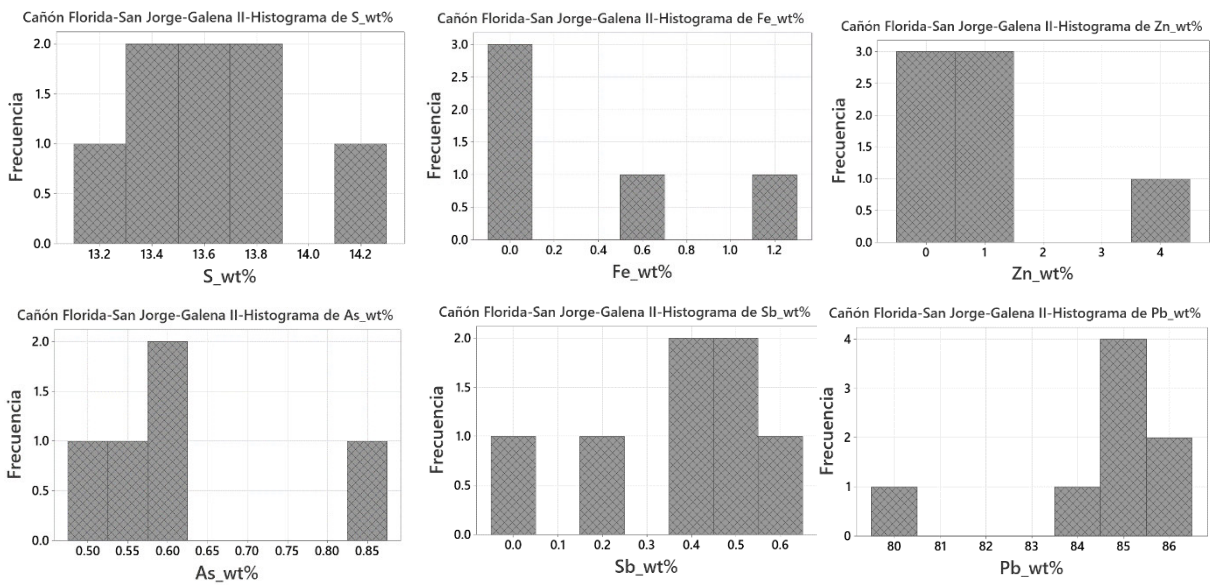 Cañón Florida-San Jorge-Galena II-Histograma de S_wt%
Frecuencia
2.0
1.5
1.0
0.5
0.0
13.2 13.4 13.6 13.8 14.0 14.2
S_wt%
Cañón Florida-San Jorge-Galena II-Histograma de Fe_wt%
Frecuencia
3.0
2.5
2.0
1.5
1.0
0.5
0.0
0.0 0.2 0.4 0.6 0.8 1.0 1.2
Fe_wt%
Cañón Florida-San Jorge-Galena II-Histograma de Zn_wt%
Frecuencia
3.0
2.5
2.0
1.5
1.0
0.5
0.0
0 1 2 3 4
Zn_wt%
Cañón Florida-San Jorge-Galena II-Histograma de As_wt%
Frecuencia
2.0
1.5
1.0
0.5
0.0
0.50 0.55 0.60 0.65 0.70 0.75 0.80 0.85
As_wt%
Cañón Florida-San Jorge-Galena II-Histograma de Sb_wt%
Frecuencia
2.0
1.5
1.0
0.5
0.0
0.0 0.1 0.2 0.3 0.4 0.5 0.6
Sb_wt%
Cañón Florida-San Jorge-Galena II-Histograma de Pb_wt%
Frecuencia
4
3
2
1
0
80 81 82 83 84 85 86
Pb_wt%